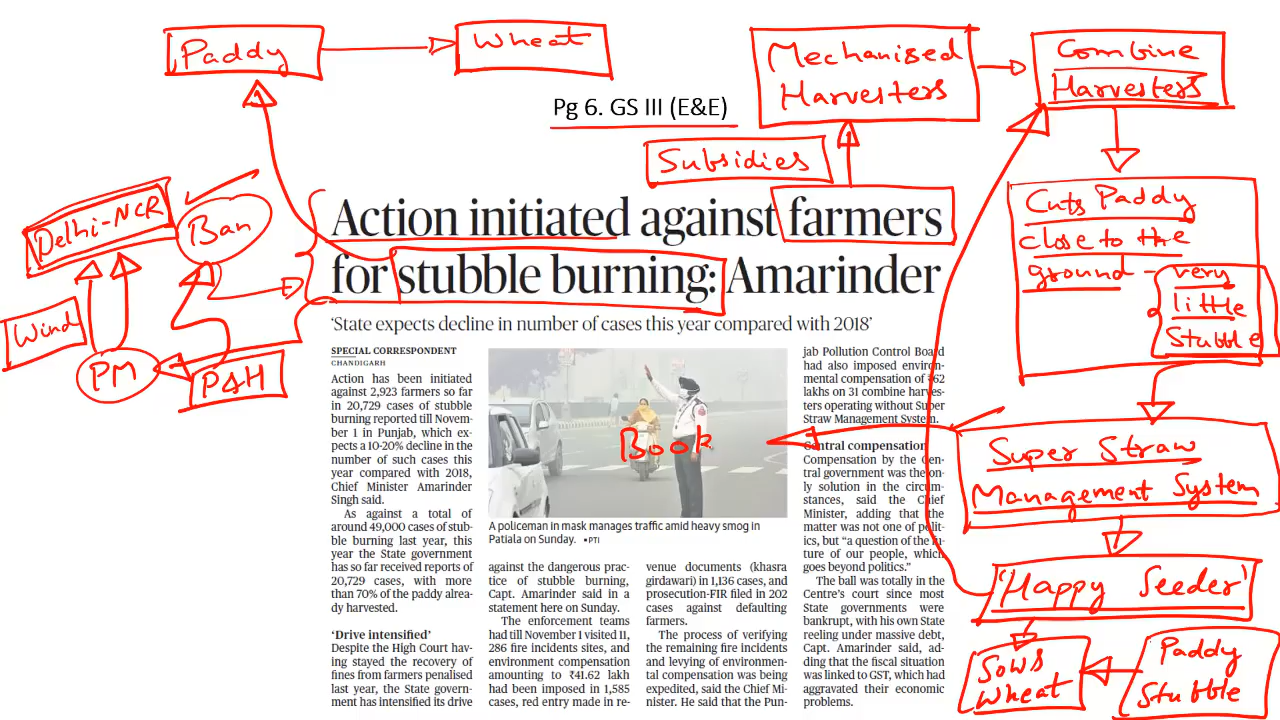 Paddy
Wheat
Mechanised
Harvesters
Combine
Harvesters
Pg 6. GS III (E&E)
Subsidies
Cuts Paddy
close to the
ground – very
little
Stubble
Delhi-NCR
Ban
Wind
PM
P&H
Action initiated against farmers
for stubble burning: Amarinder
'State expects decline in number of cases this year compared with 2018'
SPECIAL CORRESPONDENT
CHANDIGARH
Action has been initiated
against 2,923 farmers so far
in 20,729 cases of stubble
burning reported till Novem-
ber 1 in Punjab, which ex-
pects a 10-20% decline in the
number of such cases this
year compared with 2018,
Chief Minister Amarinder
Singh said.
As against a total of
around 49,000 cases of stub-
ble burning last year, this
year the State government
has so far received reports of
20,729 cases, with more
than 70% of the paddy alrea-
dy harvested.
'Drive intensified'
Despite the High Court hav-
ing stayed the recovery of
fines from farmers penalised
last year, the State govern-
ment has intensified its drive
Book
A policeman in mask manages traffic amid heavy smog in
Patiala on Sunday. •PTI
against the dangerous prac-
tice of stubble burning,
Capt. Amarinder said in a
statement here on Sunday.
The enforcement teams
had till November 1 visited 11,
286 fire incidents sites, and
environment compensation
amounting to ₹41.62 lakh
had been imposed in 1,585
cases, red entry made in re-
venue documents (khasra
girdawari) in 1,136 cases, and
prosecution-FIR filed in 202
cases against defaulting
farmers.
The process of verifying
the remaining fire incidents
and levying of environmen-
tal compensation was being
expedited, said the Chief Mi-
nister. He said that the Pun-
jab Pollution Control Board
had also imposed environ-
mental compensation of ₹62
lakhs on 31 combine harves-
ters operating without Super
Straw Management System.
Central compensation
Compensation by the Cen-
tral government was the on-
ly solution in the circum-
stances, said the Chief
Minister, adding that the
matter was not one of polit-
ics, but "a question of the fu-
ture of our people, which
goes beyond politics."
The ball was totally in the
Centre's court since most
State governments were
bankrupt, with his own State
reeling under massive debt,
Capt. Amarinder said, ad-
ding that the fiscal situation
was linked to GST, which had
aggravated their economic
problems.
Super Straw
Management System
'Happy Seeder'
Sows
Wheat
Paddy
Stubble